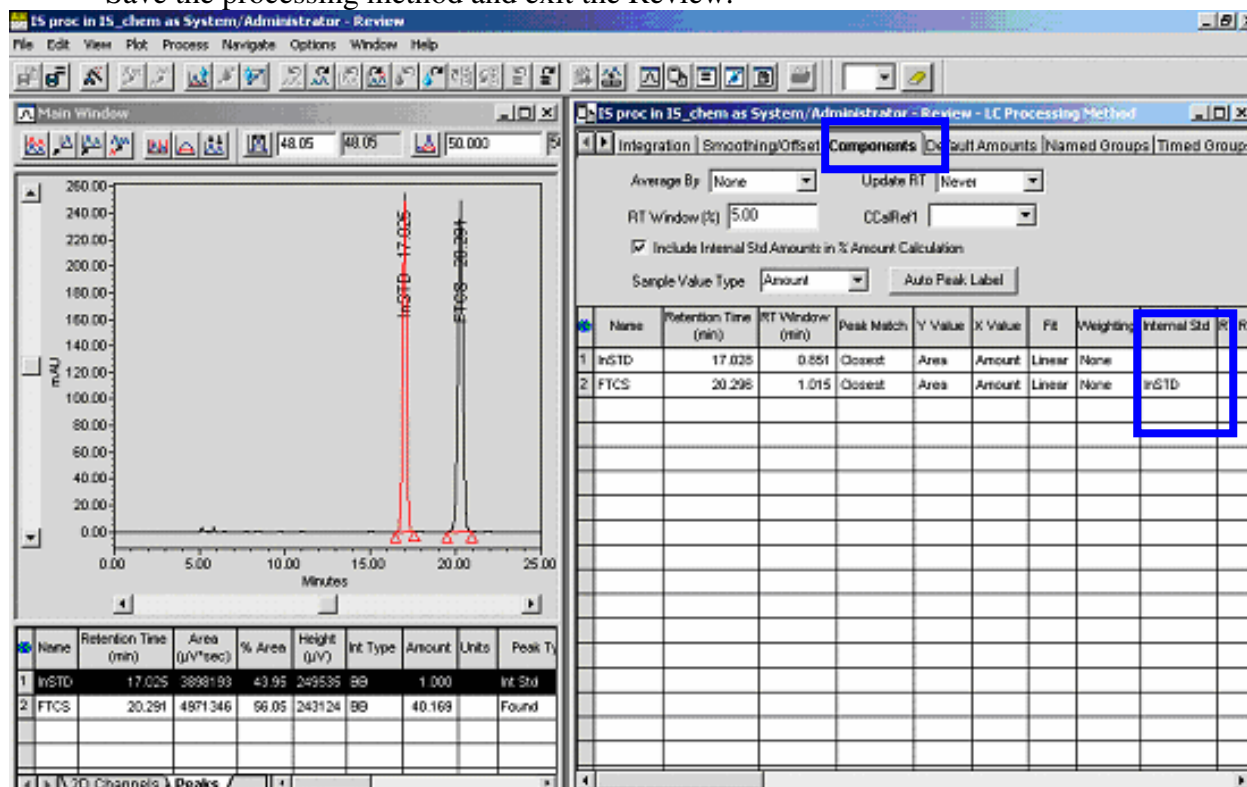 Save the processing method and exit the Review.
IS proc in IS_chem as System/Administrator - Review
File Edit View Plot Process Navigate Options Window Help
Main Window
48.05 48.05 50.000
260.00
240.00
220.00
200.00
180.00
160.00
140.00
120.00
100.00
80.00
60.00
40.00
20.00
0.00
mAU
InSTD 17.025
FTCS 20.291
0.00 5.00 10.00 15.00 20.00 25.00
Minutes
Name Retention Time (min) Area (µV*sec) % Area Height (µV) Int Type Amount Units Peak Ty
1 InSTD 17.025 3898193 43.95 249535 BB 1.000 Int Std
2 FTCS 20.291 4971346 56.05 243124 BB 40.169 Found
2D Channels Peaks
IS proc in IS_chem as System/Administrator - Review - LC Processing Method
Integration Smoothing/Offset Components Default Amounts Named Groups Timed Groups
Average By None Update RT Never
RT Window (%) 5.00 CCalRef1
Include Internal Std Amounts in % Amount Calculation
Sample Value Type Amount Auto Peak Label
Name Retention Time (min) RT Window (min) Peak Match Y Value X Value Fit Weighting Internal Std R R
1 InSTD 17.028 0.851 Closest Area Amount Linear None
2 FTCS 20.296 1.015 Closest Area Amount Linear None InSTD